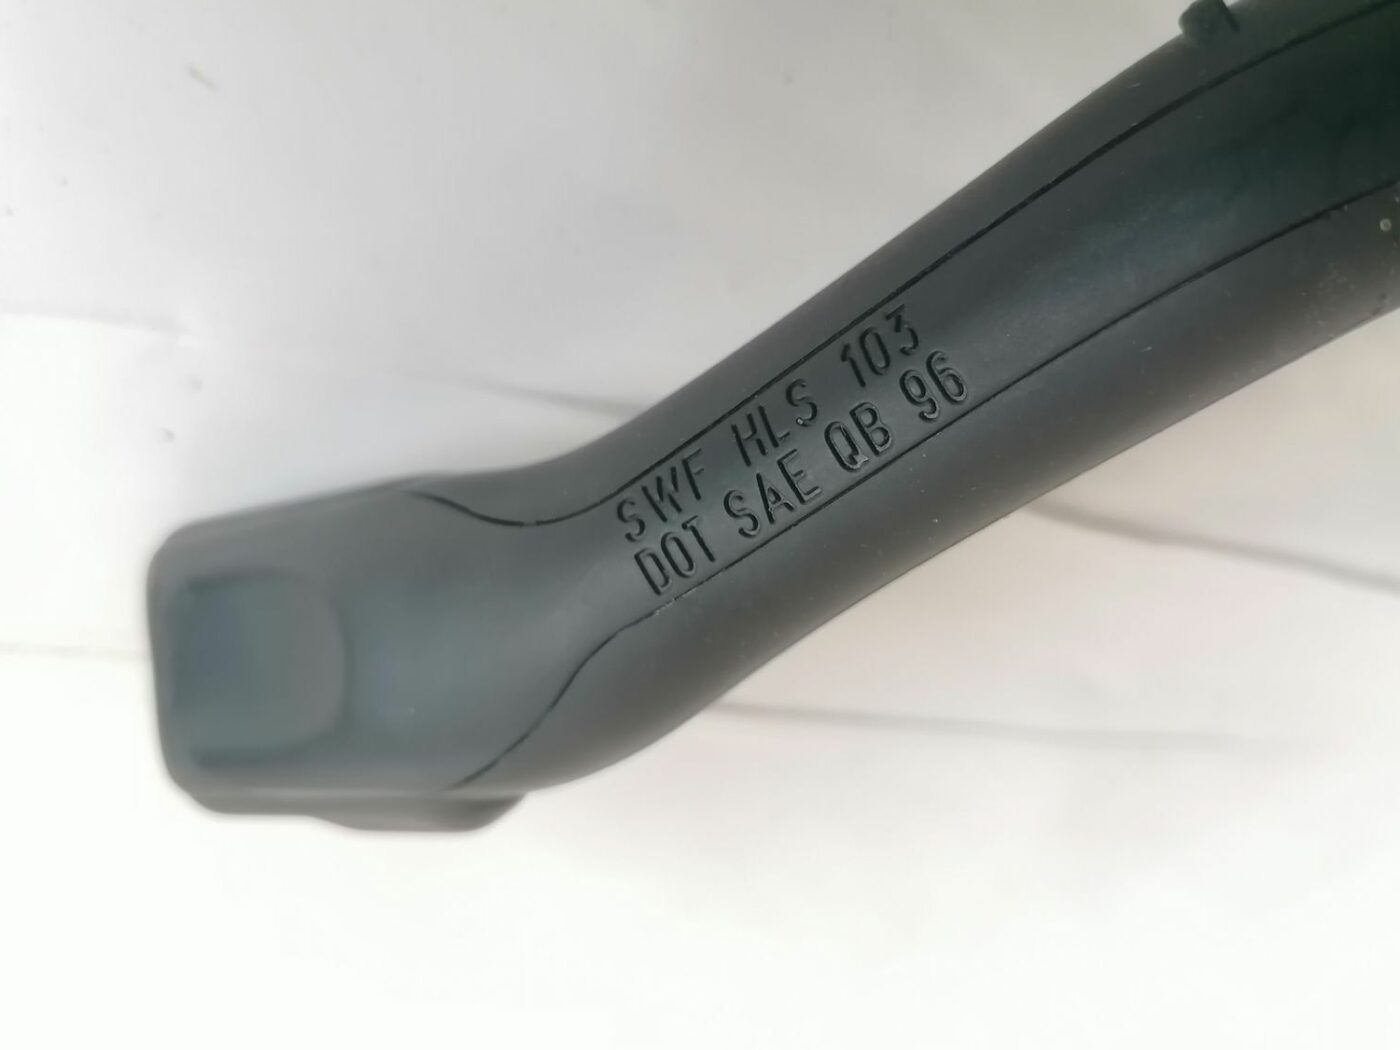 SWF HLS 103
DOT SAE QB 96